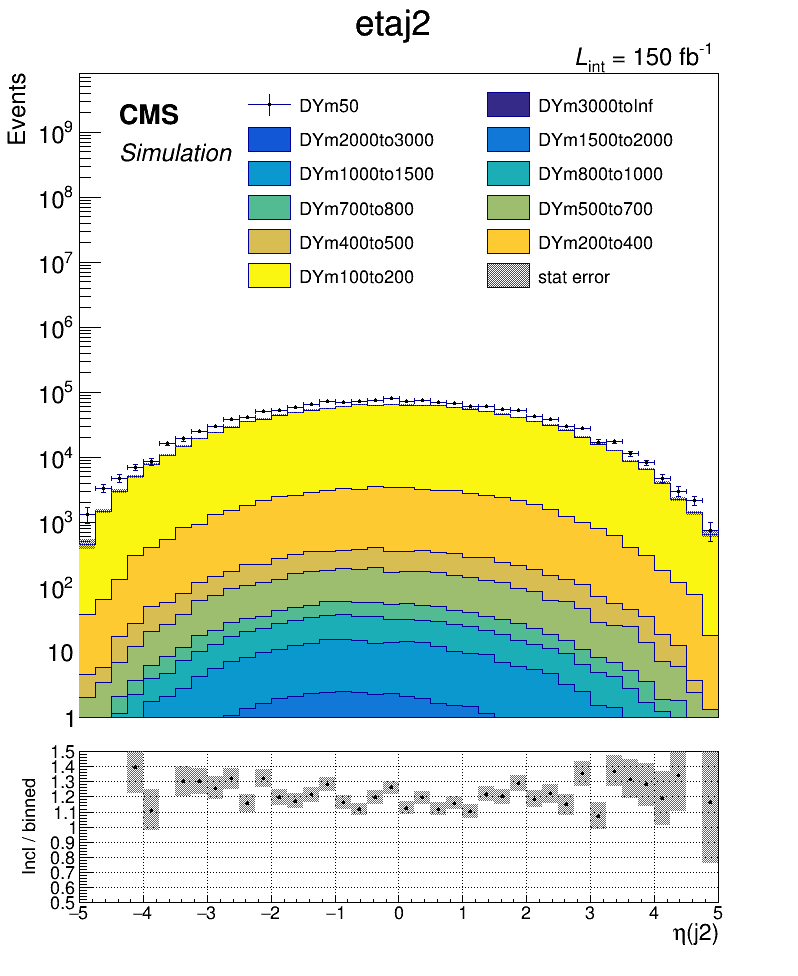 etaj2
L_int = 150 fb^-1
Events
CMS
Simulation
DYm50
DYm3000toInf
DYm2000to3000
DYm1500to2000
DYm1000to1500
DYm800to1000
DYm700to800
DYm500to700
DYm400to500
DYm200to400
DYm100to200
stat error
10^9
10^8
10^7
10^6
10^5
10^4
10^3
10^2
10
1
Incl / binned
1.5
1.4
1.3
1.2
1.1
1
0.9
0.8
0.7
0.6
0.5
−5 −4 −3 −2 −1 0 1 2 3 4 5
η(j2)